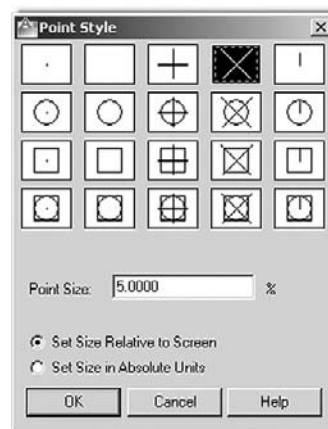 Point Style
Point Size: 5.0000 %
Set Size Relative to Screen
Set Size in Absolute Units
OK Cancel Help